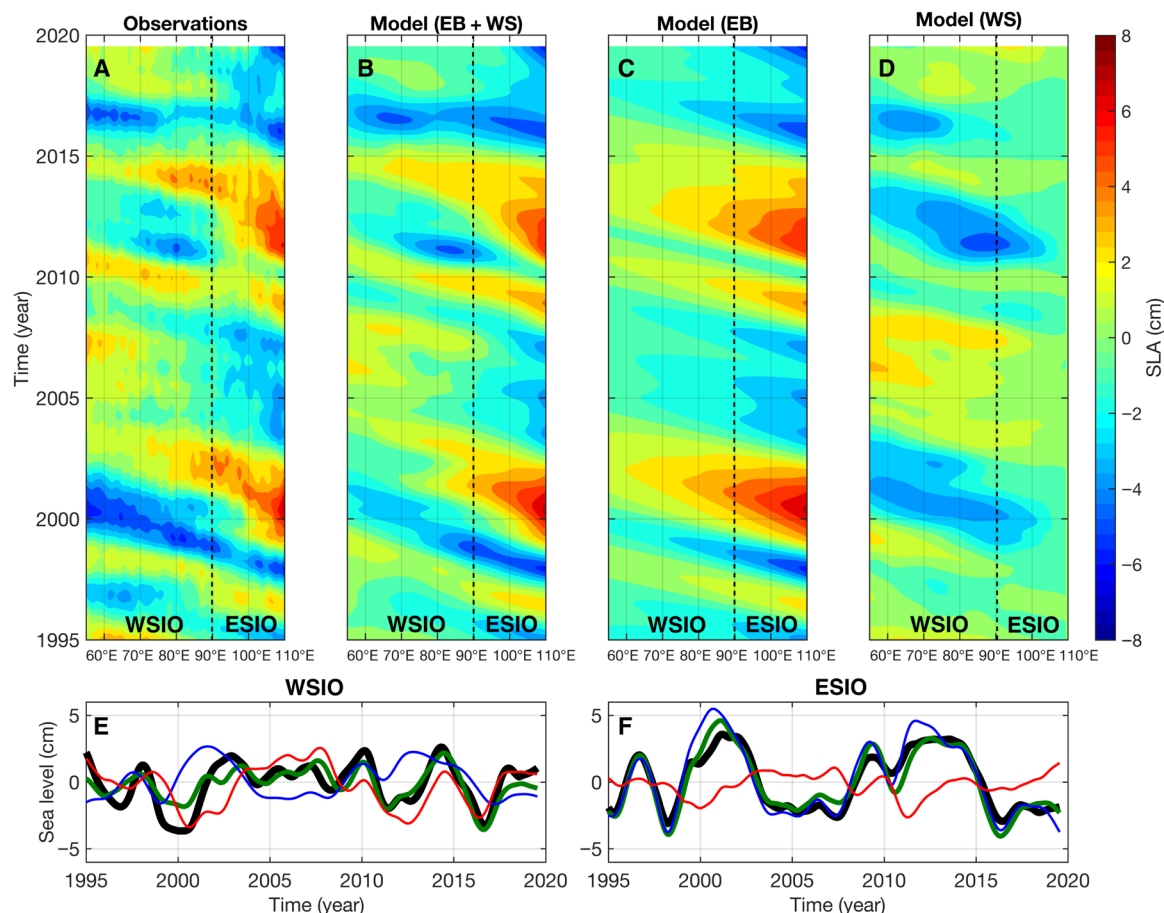 Observations
Model (EB + WS)
Model (EB)
Model (WS)
Time (year)
2020
2015
2010
2005
2000
1995
A
WSIO
ESIO
60°E 70°E 80°E 90°E 100°E 110°E
B
WSIO
ESIO
60°E 70°E 80°E 90°E 100°E 110°E
C
WSIO
ESIO
60°E 70°E 80°E 90°E 100°E 110°E
D
WSIO
ESIO
60°E 70°E 80°E 90°E 100°E 110°E
8
6
4
2
0
−2
−4
−6
−8
SLA (cm)
WSIO
E
Sea level (cm)
5
0
−5
1995 2000 2005 2010 2015 2020
Time (year)
ESIO
F
5
0
−5
1995 2000 2005 2010 2015 2020
Time (year)